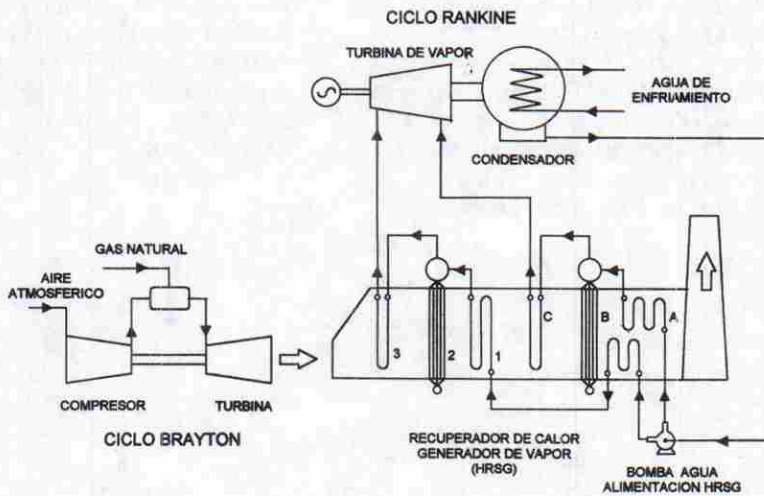 CICLO RANKINE
TURBINA DE VAPOR
AGUA DE
ENFRIAMIENTO
CONDENSADOR
GAS NATURAL
AIRE
ATMOSFERICO
3
2
1
C
B
A
COMPRESOR
TURBINA
CICLO BRAYTON
RECUPERADOR DE CALOR
GENERADOR DE VAPOR
(HRSG)
BOMBA AGUA
ALIMENTACION HRSG